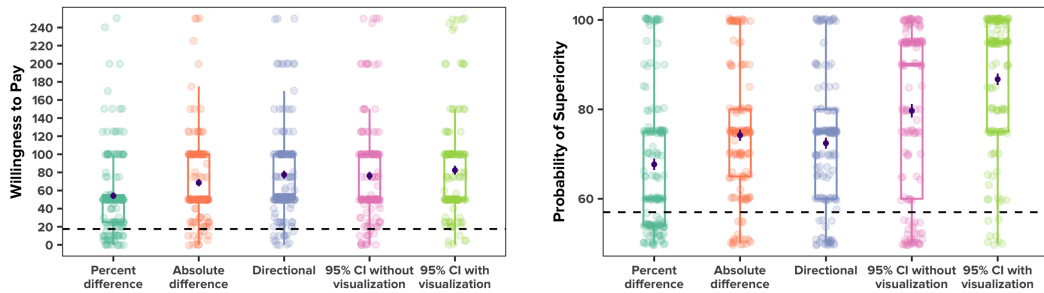 Willingness to Pay
240
220
200
180
160
140
120
100
80
60
40
20
0
Percent
difference
Absolute
difference
Directional
95% CI without
visualization
95% CI with
visualization
Probability of Superiority
100
80
60
Percent
difference
Absolute
difference
Directional
95% CI without
visualization
95% CI with
visualization